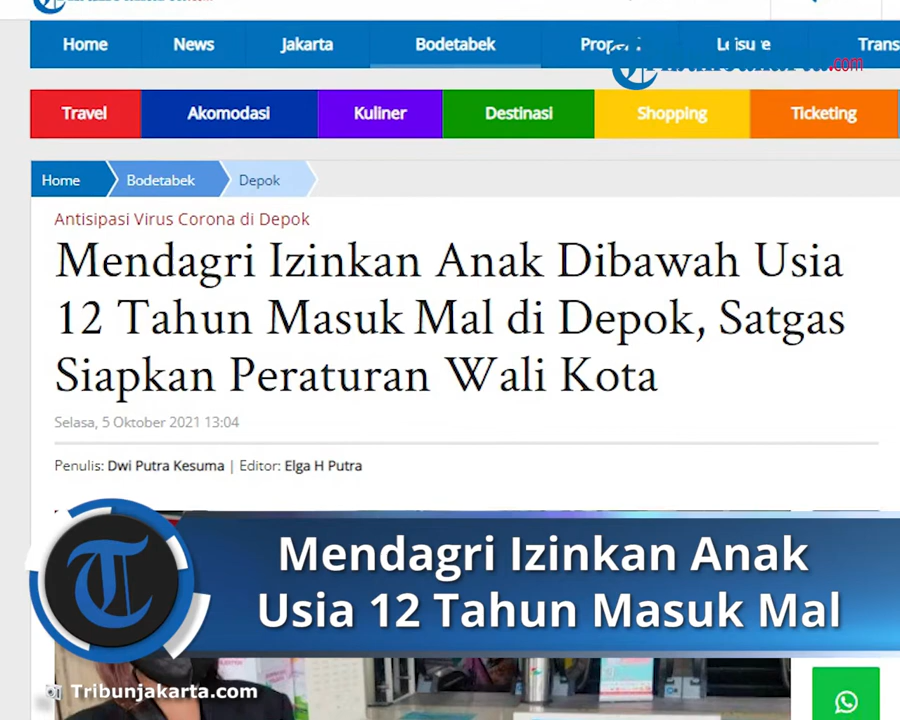 Home News Jakarta Bodetabek Leisure Trans
.com
Travel Akomodasi Kuliner Destinasi Shopping Ticketing
Home Bodetabek Depok
Antisipasi Virus Corona di Depok
Mendagri Izinkan Anak Dibawah Usia
12 Tahun Masuk Mal di Depok, Satgas
Siapkan Peraturan Wali Kota
Selasa, 5 Oktober 2021 13:04
Penulis: Dwi Putra Kesuma | Editor: Elga H Putra
T
Mendagri Izinkan Anak
Usia 12 Tahun Masuk Mal
Tribunjakarta.com